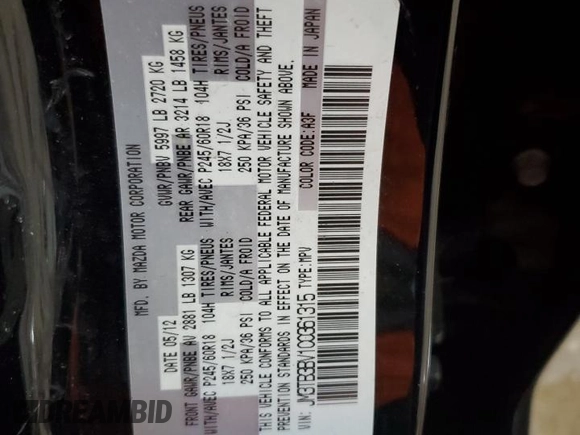 MFD. BY MAZDA MOTOR CORPORATION
DATE 05/12 GVWR/PNBV 5997 LB 2720 KG
FRONT GAWR/PNBE AV 2881 LB 1307 KG REAR GAWR/PNBE AR 3214 LB 1458 KG
WITH/AVEC P245/60R18 104H TIRES/PNEUS WITH/AVEC P245/60R18 104H TIRES/PNEUS
18X7 1/2J RIMS/JANTES 18X7 1/2J RIMS/JANTES
250 KPA/36 PSI COLD/A FROID 250 KPA/36 PSI COLD/A FROID
THIS VEHICLE CONFORMS TO ALL APPLICABLE FEDERAL MOTOR VEHICLE SAFETY AND THEFT
PREVENTION STANDARDS IN EFFECT ON THE DATE OF MANUFACTURE SHOWN ABOVE.
VIN: JM3TB3BV1C0361315 TYPE:MPV COLOR CODE:A3F MADE IN JAPAN
DREAMBID